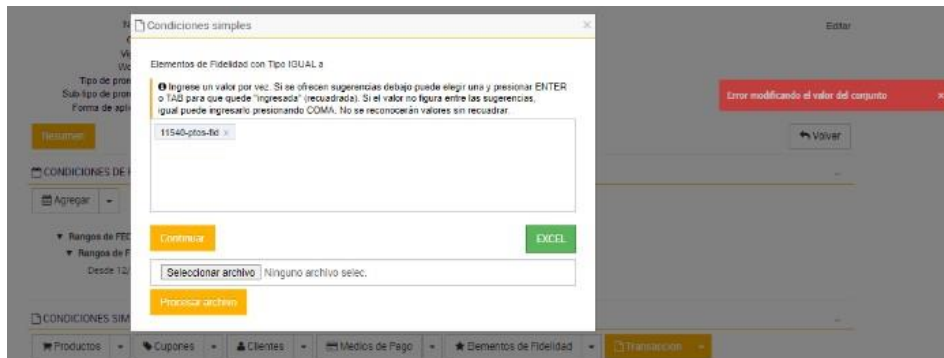 Condiciones simples
×
Editar
Elementos de Fidelidad con Tipo IGUAL a
Ingrese un valor por vez. Si se ofrecen sugerencias debajo puede elegir una y presionar ENTER
o TAB para que quede "ingresada" (recuadrada). Si el valor no figura entre las sugerencias,
igual puede ingresarlo presionando COMA. No se reconocerán valores sin recuadrar.
Tipo de pro
Sub-tipo de pro
Forma de apl
Error modificando el valor del conjunto ×
11540-ptos-fid ×
Resumen
Volver
CONDICIONES DE
Agregar
Rangos de FEC
Rangos de F
Desde 12/
Continuar
EXCEL
Seleccionar archivo Ninguno archivo selec.
Procesar archivo
CONDICIONES SIM
Productos
Cupones
Clientes
Medios de Pago
Elementos de Fidelidad
Transaccion